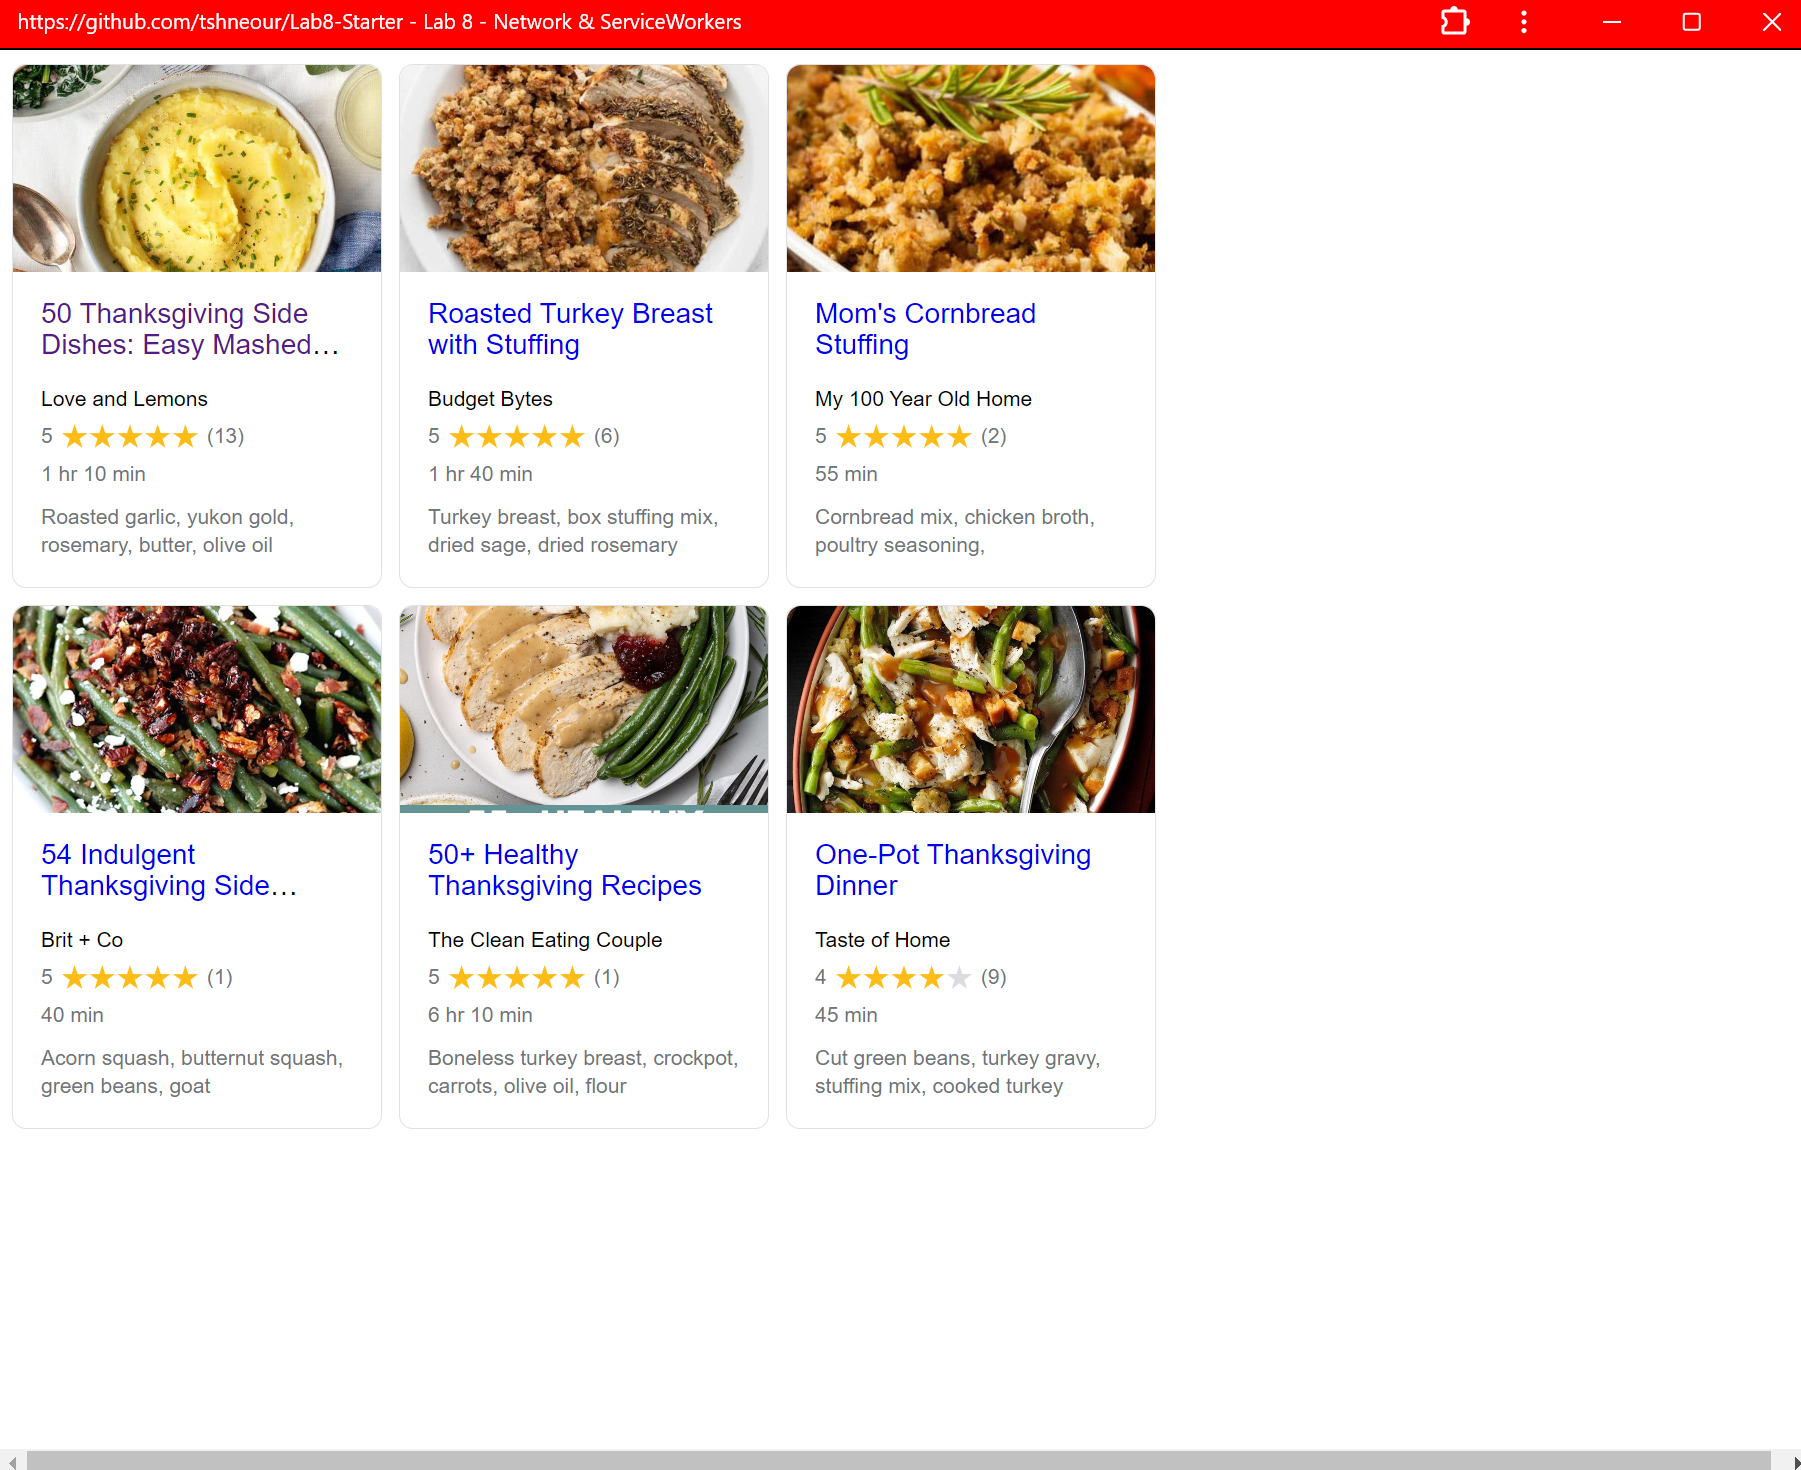 https://github.com/tshneour/Lab8-Starter - Lab 8 - Network & ServiceWorkers
50 Thanksgiving Side
Dishes: Easy Mashed…
Love and Lemons
5 ★★★★★ (13)
1 hr 10 min
Roasted garlic, yukon gold,
rosemary, butter, olive oil
Roasted Turkey Breast
with Stuffing
Budget Bytes
5 ★★★★★ (6)
1 hr 40 min
Turkey breast, box stuffing mix,
dried sage, dried rosemary
Mom's Cornbread
Stuffing
My 100 Year Old Home
5 ★★★★★ (2)
55 min
Cornbread mix, chicken broth,
poultry seasoning,
54 Indulgent
Thanksgiving Side…
Brit + Co
5 ★★★★★ (1)
40 min
Acorn squash, butternut squash,
green beans, goat
50+ Healthy
Thanksgiving Recipes
The Clean Eating Couple
5 ★★★★★ (1)
6 hr 10 min
Boneless turkey breast, crockpot,
carrots, olive oil, flour
One-Pot Thanksgiving
Dinner
Taste of Home
4 ★★★★★ (9)
45 min
Cut green beans, turkey gravy,
stuffing mix, cooked turkey